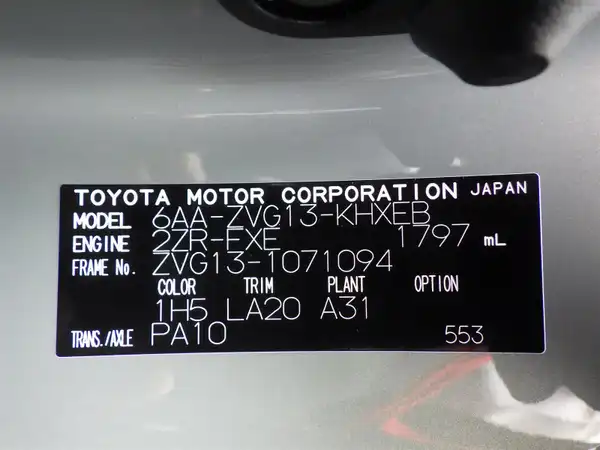 TOYOTA MOTOR CORPORATION JAPAN
MODEL 6AA-ZVG13-KHXEB
ENGINE 2ZR-FXE 1797 mL
FRAME No. ZVG13-1071094
COLOR TRIM PLANT OPTION
1H5 LA20 A31
TRANS./AXLE PA10 553